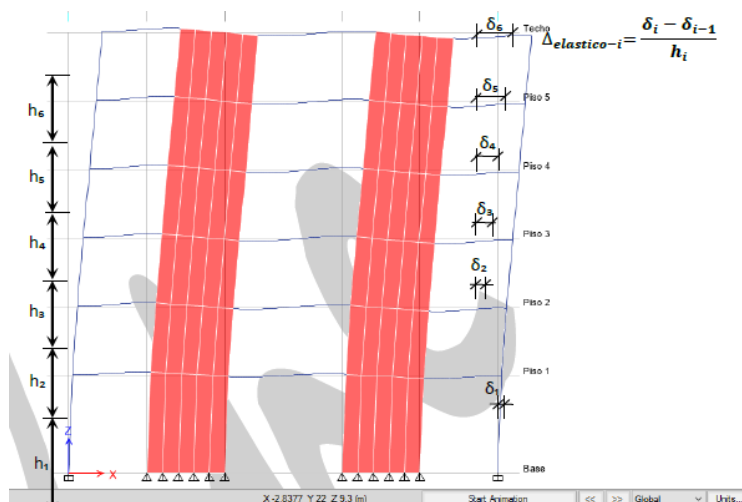 δ₆
Techo
Δelastico−i = (δi − δi−1) / hi
h₆
δ₅
Piso 5
h₅
δ₄
Piso 4
h₄
δ₃
Piso 3
h₃
δ₂
Piso 2
h₂
Piso 1
δ₁
h₁
Z
X
Base
X -2.8377 Y 22 Z 9.3 (m)
Start Animation
<<
>>
Global
Units...